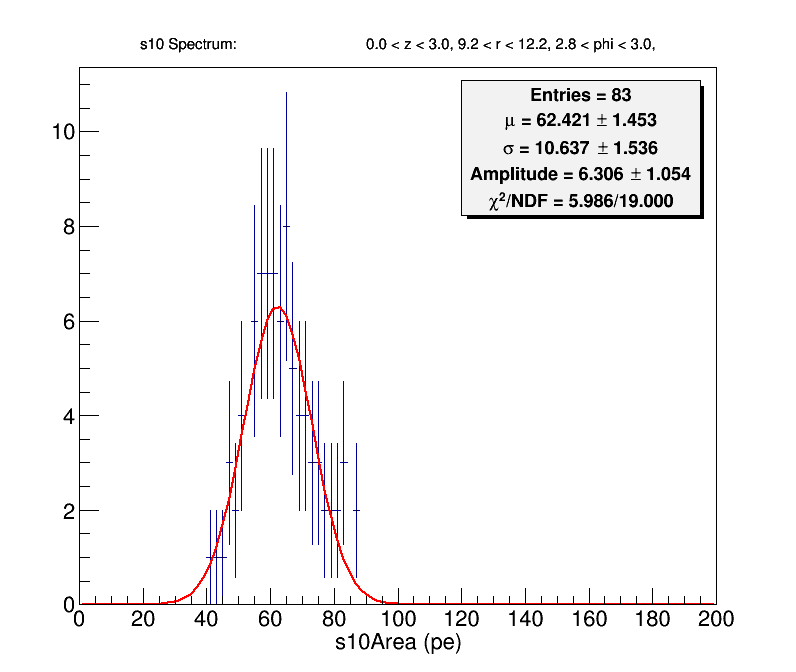 s10 Spectrum: 0.0 < z < 3.0, 9.2 < r < 12.2, 2.8 < phi < 3.0,
Entries = 83
μ = 62.421 ± 1.453
σ = 10.637 ± 1.536
Amplitude = 6.306 ± 1.054
χ²/NDF = 5.986/19.000
10
8
6
4
2
0
0 20 40 60 80 100 120 140 160 180 200
s10Area (pe)